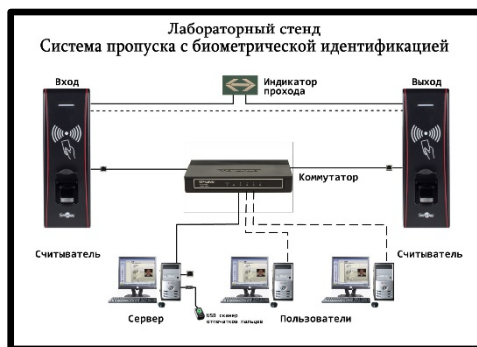 Лабораторный стенд
Система пропуска с биометрической идентификацией
Вход
Индикатор
прохода
Выход
Коммутатор
Считыватель
Считыватель
Сервер
USB сканер
отпечатков пальцев
Пользователи